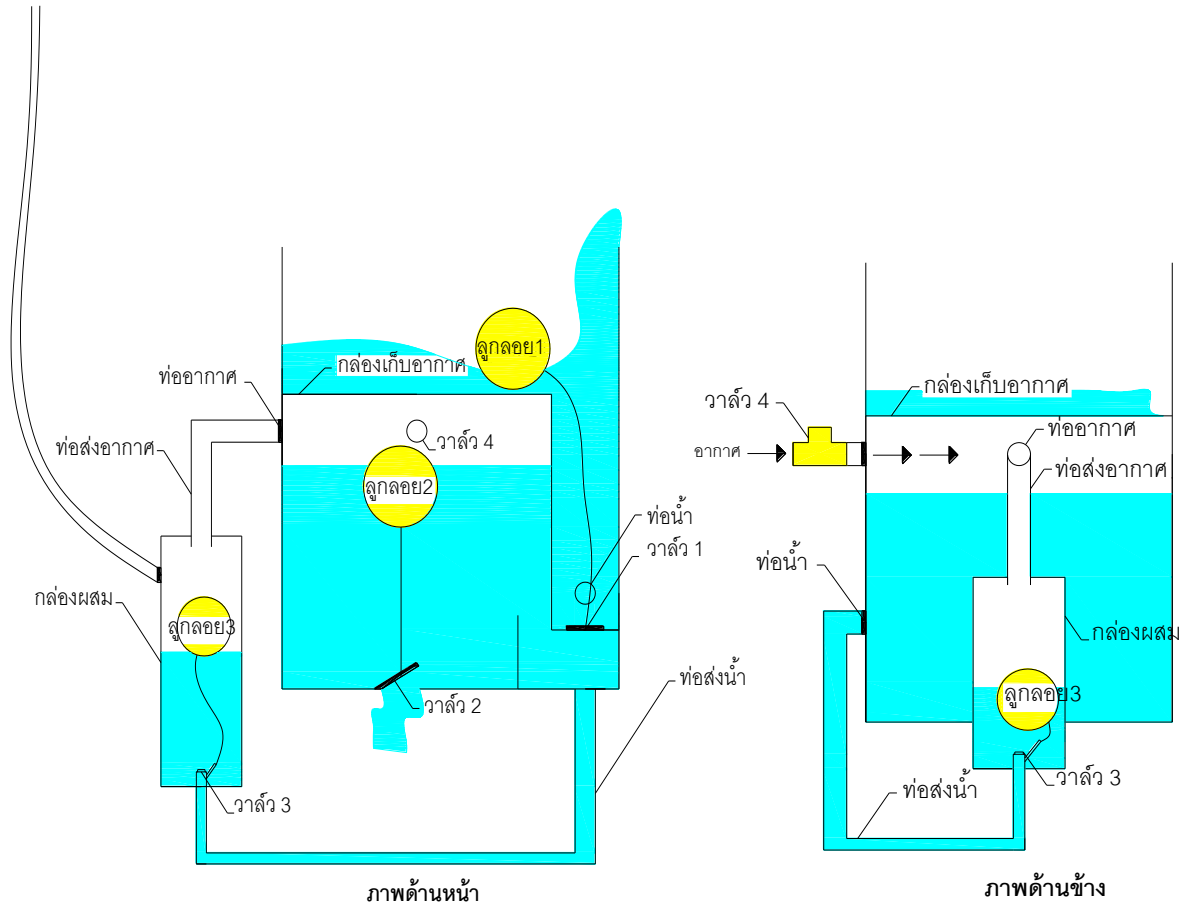 ลูกลอย1
กล่องเก็บอากาศ
ท่ออากาศ
วาล์ว 4
ท่อส่งอากาศ
ลูกลอย2
ท่อน้ำ
วาล์ว 1
กล่องผสม
ลูกลอย3
ท่อส่งน้ำ
วาล์ว 2
วาล์ว 3
ภาพด้านหน้า
กล่องเก็บอากาศ
วาล์ว 4
ท่ออากาศ
อากาศ
ท่อส่งอากาศ
ท่อน้ำ
กล่องผสม
ลูกลอย3
วาล์ว 3
ท่อส่งน้ำ
ภาพด้านข้าง